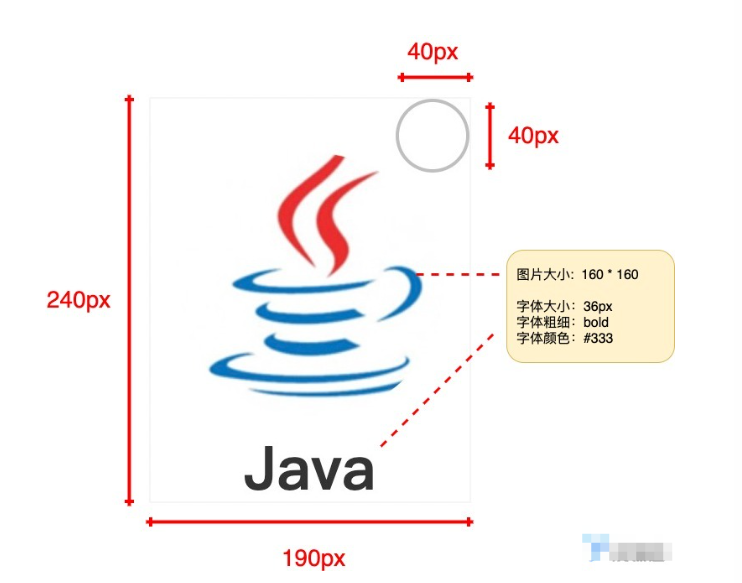 40px
40px
240px
图片大小：160 * 160
字体大小：36px
字体粗细：bold
字体颜色：#333
Java
190px